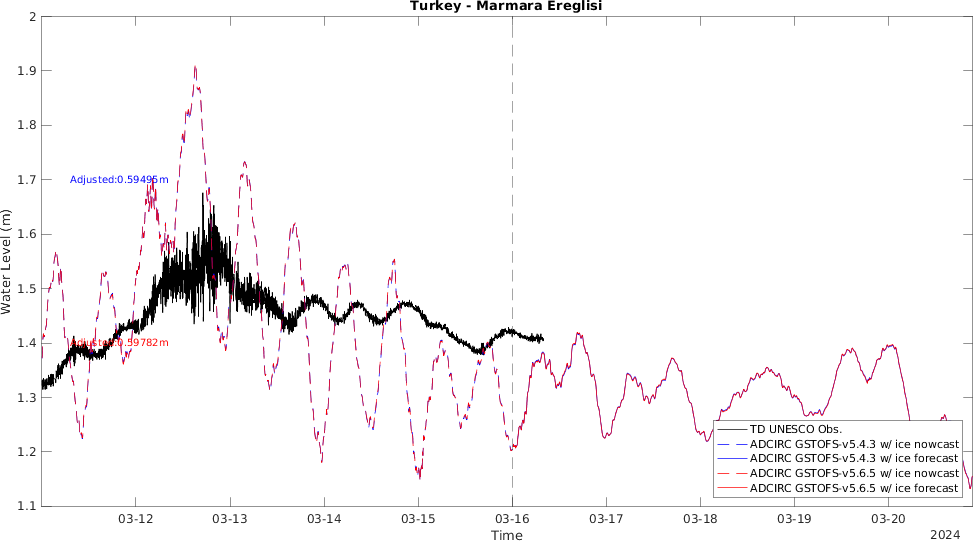 Turkey - Marmara Ereglisi
2
1.9
1.8
1.7
1.6
1.5
1.4
1.3
1.2
1.1
Water Level (m)
Adjusted:0.59495m
Adjusted:0.59782m
TD UNESCO Obs.
ADCIRC GSTOFS-v5.4.3 w/ ice nowcast
ADCIRC GSTOFS-v5.4.3 w/ ice forecast
ADCIRC GSTOFS-v5.6.5 w/ ice nowcast
ADCIRC GSTOFS-v5.6.5 w/ ice forecast
03-12 03-13 03-14 03-15 03-16 03-17 03-18 03-19 03-20
Time
2024